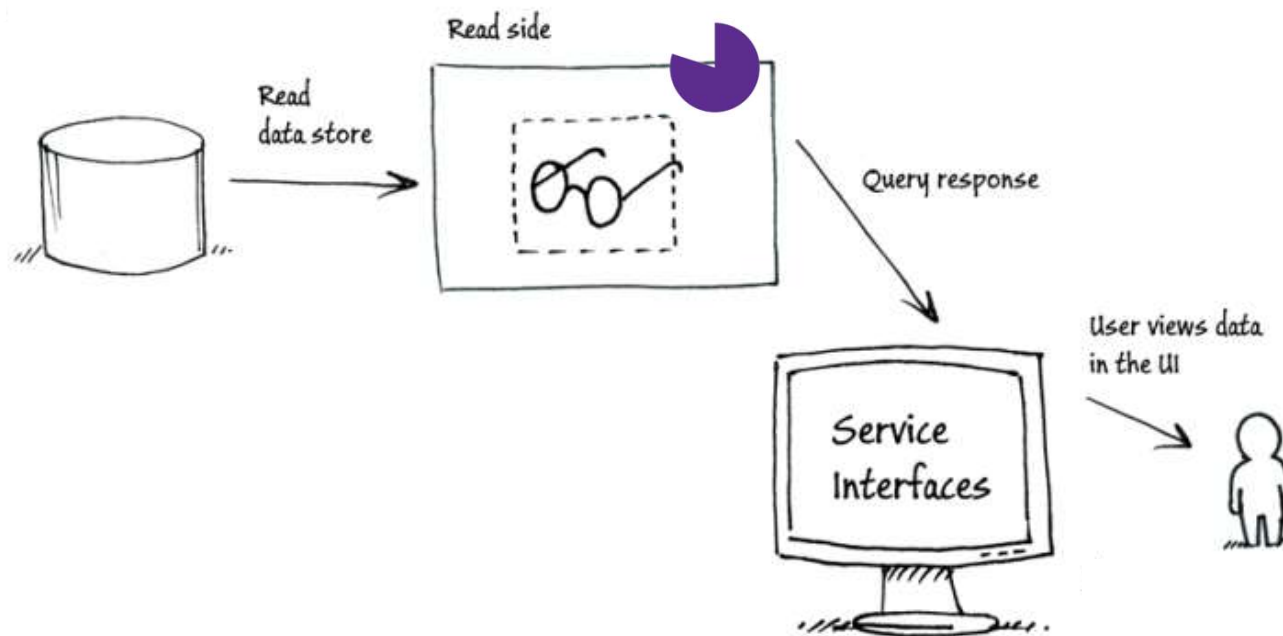 Read side
Read
data store
Query response
User views data
in the UI
Service
Interfaces